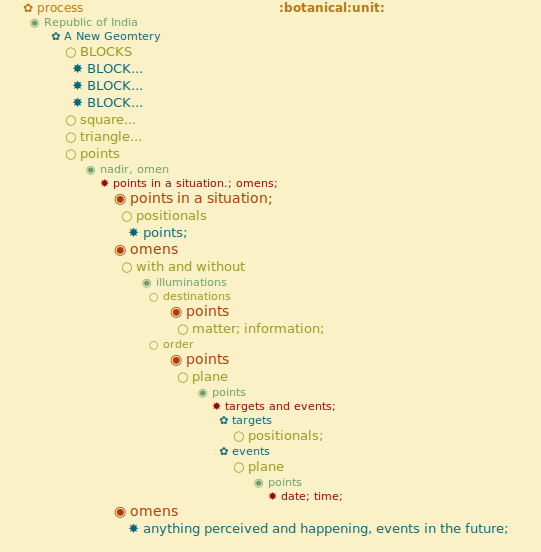 ✿ process :botanical:unit:
◉ Republic of India
✿ A New Geomtery
○ BLOCKS
✸ BLOCK...
✸ BLOCK...
✸ BLOCK...
○ square...
○ triangle...
○ points
◉ nadir, omen
✸ points in a situation.; omens;
◉ points in a situation;
○ positionals
✸ points;
◉ omens
○ with and without
◉ illuminations
○ destinations
◉ points
○ matter; information;
○ order
◉ points
○ plane
◉ points
✸ targets and events;
✿ targets
○ positionals;
✿ events
○ plane
◉ points
✸ date; time;
◉ omens
✸ anything perceived and happening, events in the future;